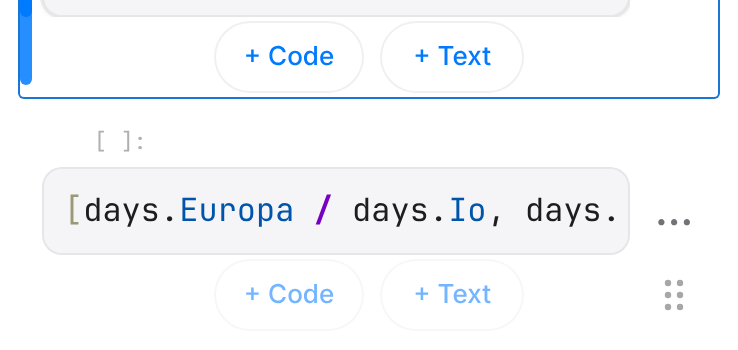 + Code + Text
[ ]:
[days.Europa / days.Io, days.
+ Code + Text